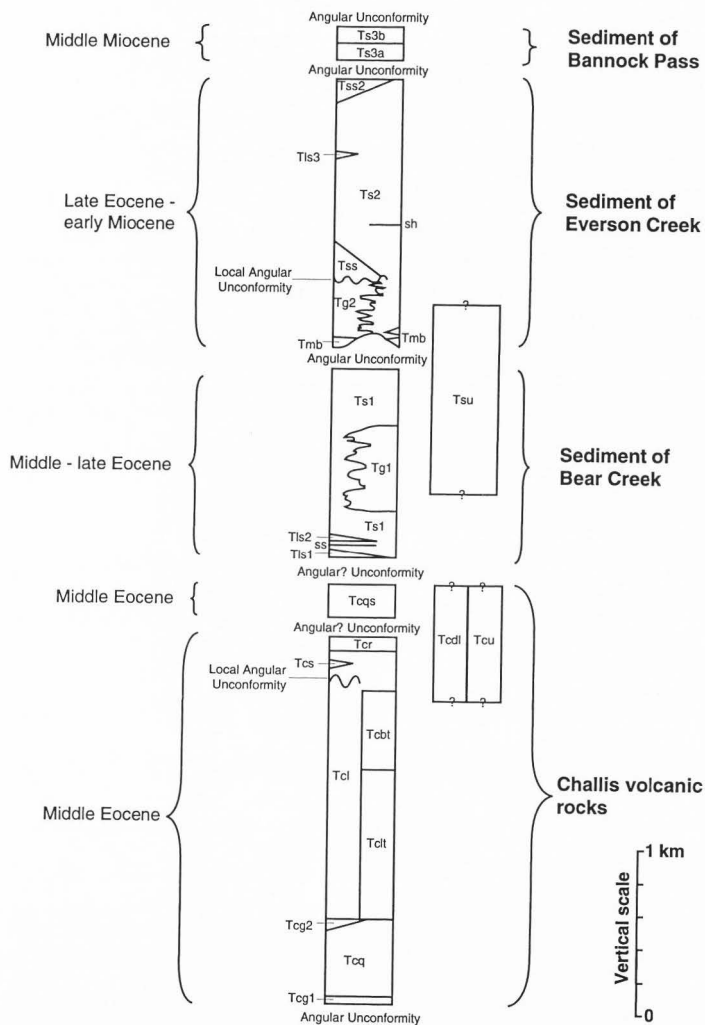 Angular Unconformity
Middle Miocene
Ts3b
Ts3a
Sediment of
Bannock Pass
Angular Unconformity
Tss2
Tls3
Late Eocene -
early Miocene
Ts2
Sediment of
Everson Creek
sh
Tss
Local Angular
Unconformity
Tg2
?
Tmb
Tmb
Angular Unconformity
Ts1
Tsu
Middle - late Eocene
Tg1
Sediment of
Bear Creek
?
Ts1
Tls2
ss
Tls1
Angular? Unconformity
Middle Eocene
Tcqs
? ?
Angular? Unconformity
Tcr
Tcdl
Tcu
Tcs
Local Angular
Unconformity
? ?
Tcbt
Tcl
Middle Eocene
Challis volcanic
rocks
Tclt
1 km
Vertical scale
0
Tcg2
Tcq
Tcg1
Angular Unconformity